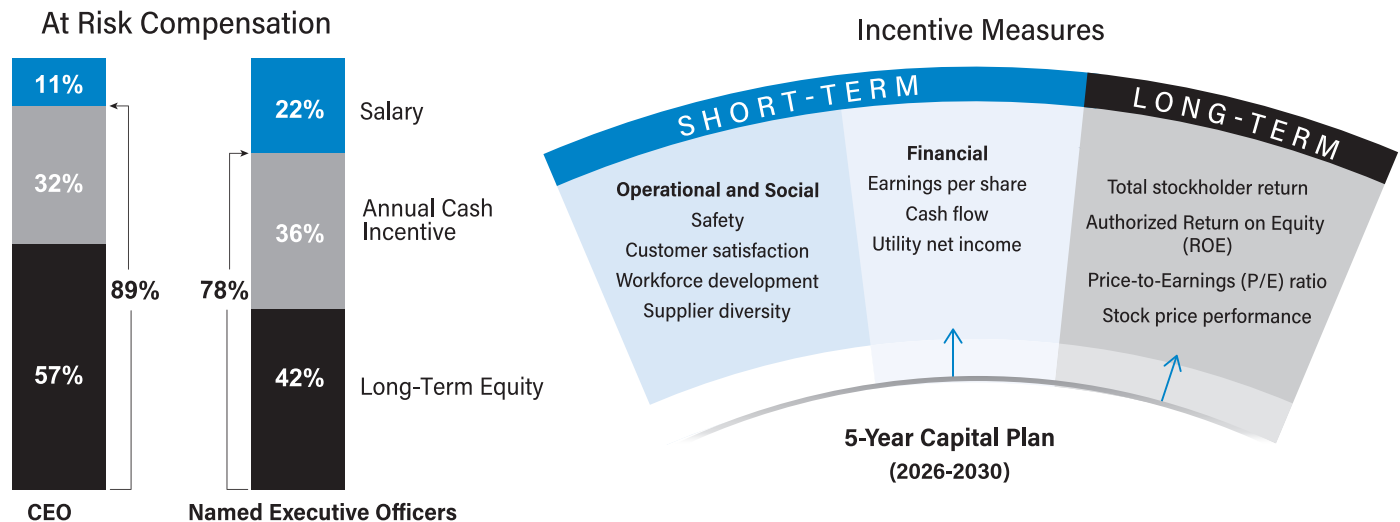 At Risk Compensation
11%
32%
57%
89%
CEO
22%
36%
42%
78%
Named Executive Officers
Salary
Annual Cash
Incentive
Long-Term Equity
Incentive Measures
SHORT-TERM
LONG-TERM
Operational and Social
Safety
Customer satisfaction
Workforce development
Supplier diversity
Financial
Earnings per share
Cash flow
Utility net income
Total stockholder return
Authorized Return on Equity
(ROE)
Price-to-Earnings (P/E) ratio
Stock price performance
5-Year Capital Plan
(2026-2030)